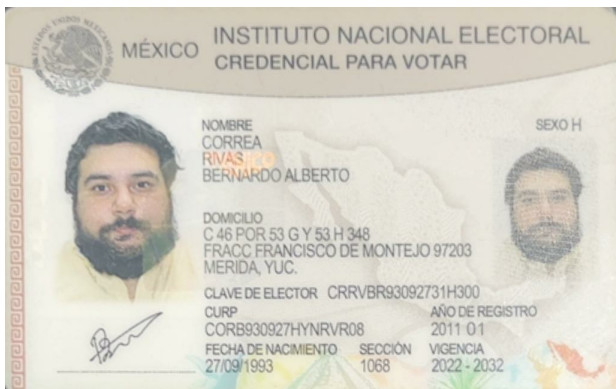 MÉXICO
INSTITUTO NACIONAL ELECTORAL
CREDENCIAL PARA VOTAR
NOMBRE
CORREA
RIVAS
BERNARDO ALBERTO
SEXO H
DOMICILIO
C 46 POR 53 G Y 53 H 348
FRACC FRANCISCO DE MONTEJO 97203
MERIDA, YUC.
CLAVE DE ELECTOR CRRVBR93092731H300
CURP
CORB930927HYNRVR08
AÑO DE REGISTRO
2011 01
FECHA DE NACIMIENTO
27/09/1993
SECCIÓN
1068
VIGENCIA
2022 - 2032